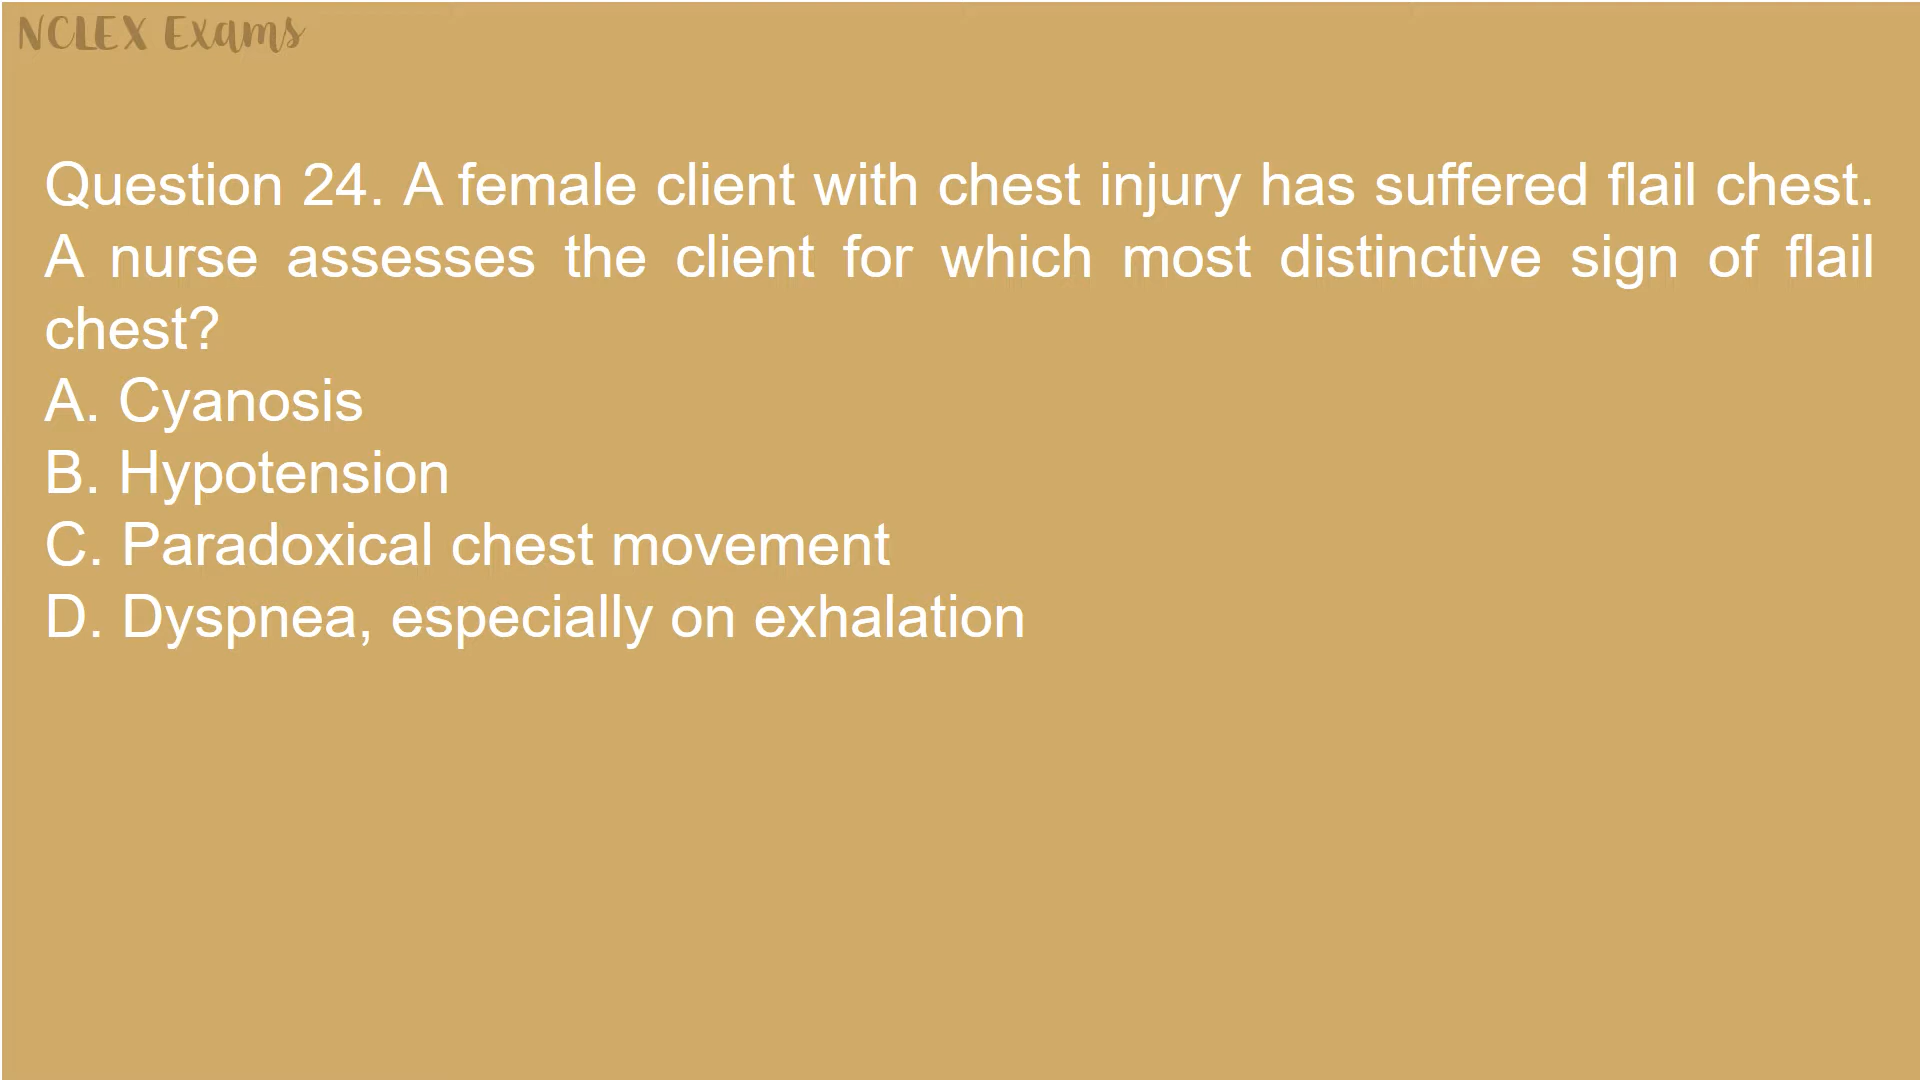 NCLEX Exams
Question 24. A female client with chest injury has suffered flail chest.
A nurse assesses the client for which most distinctive sign of flail
chest?
A. Cyanosis
B. Hypotension
C. Paradoxical chest movement
D. Dyspnea, especially on exhalation